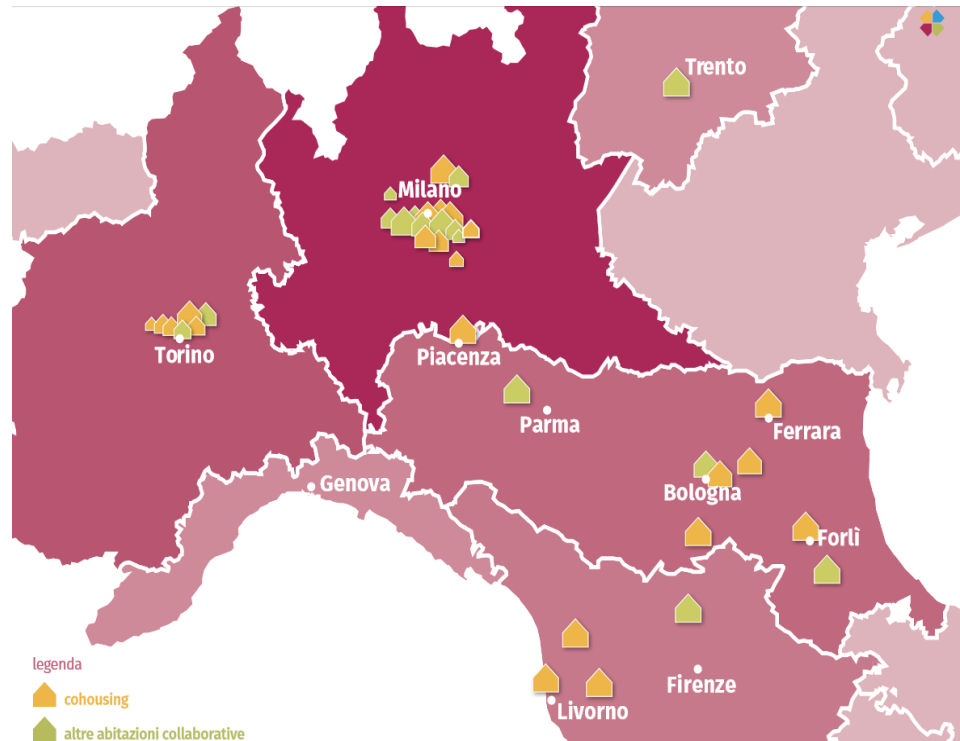 Trento
Milano
Torino
Piacenza
Parma
Ferrara
Genova
Bologna
Forlì
Firenze
Livorno
legenda
cohousing
altre abitazioni collaborative